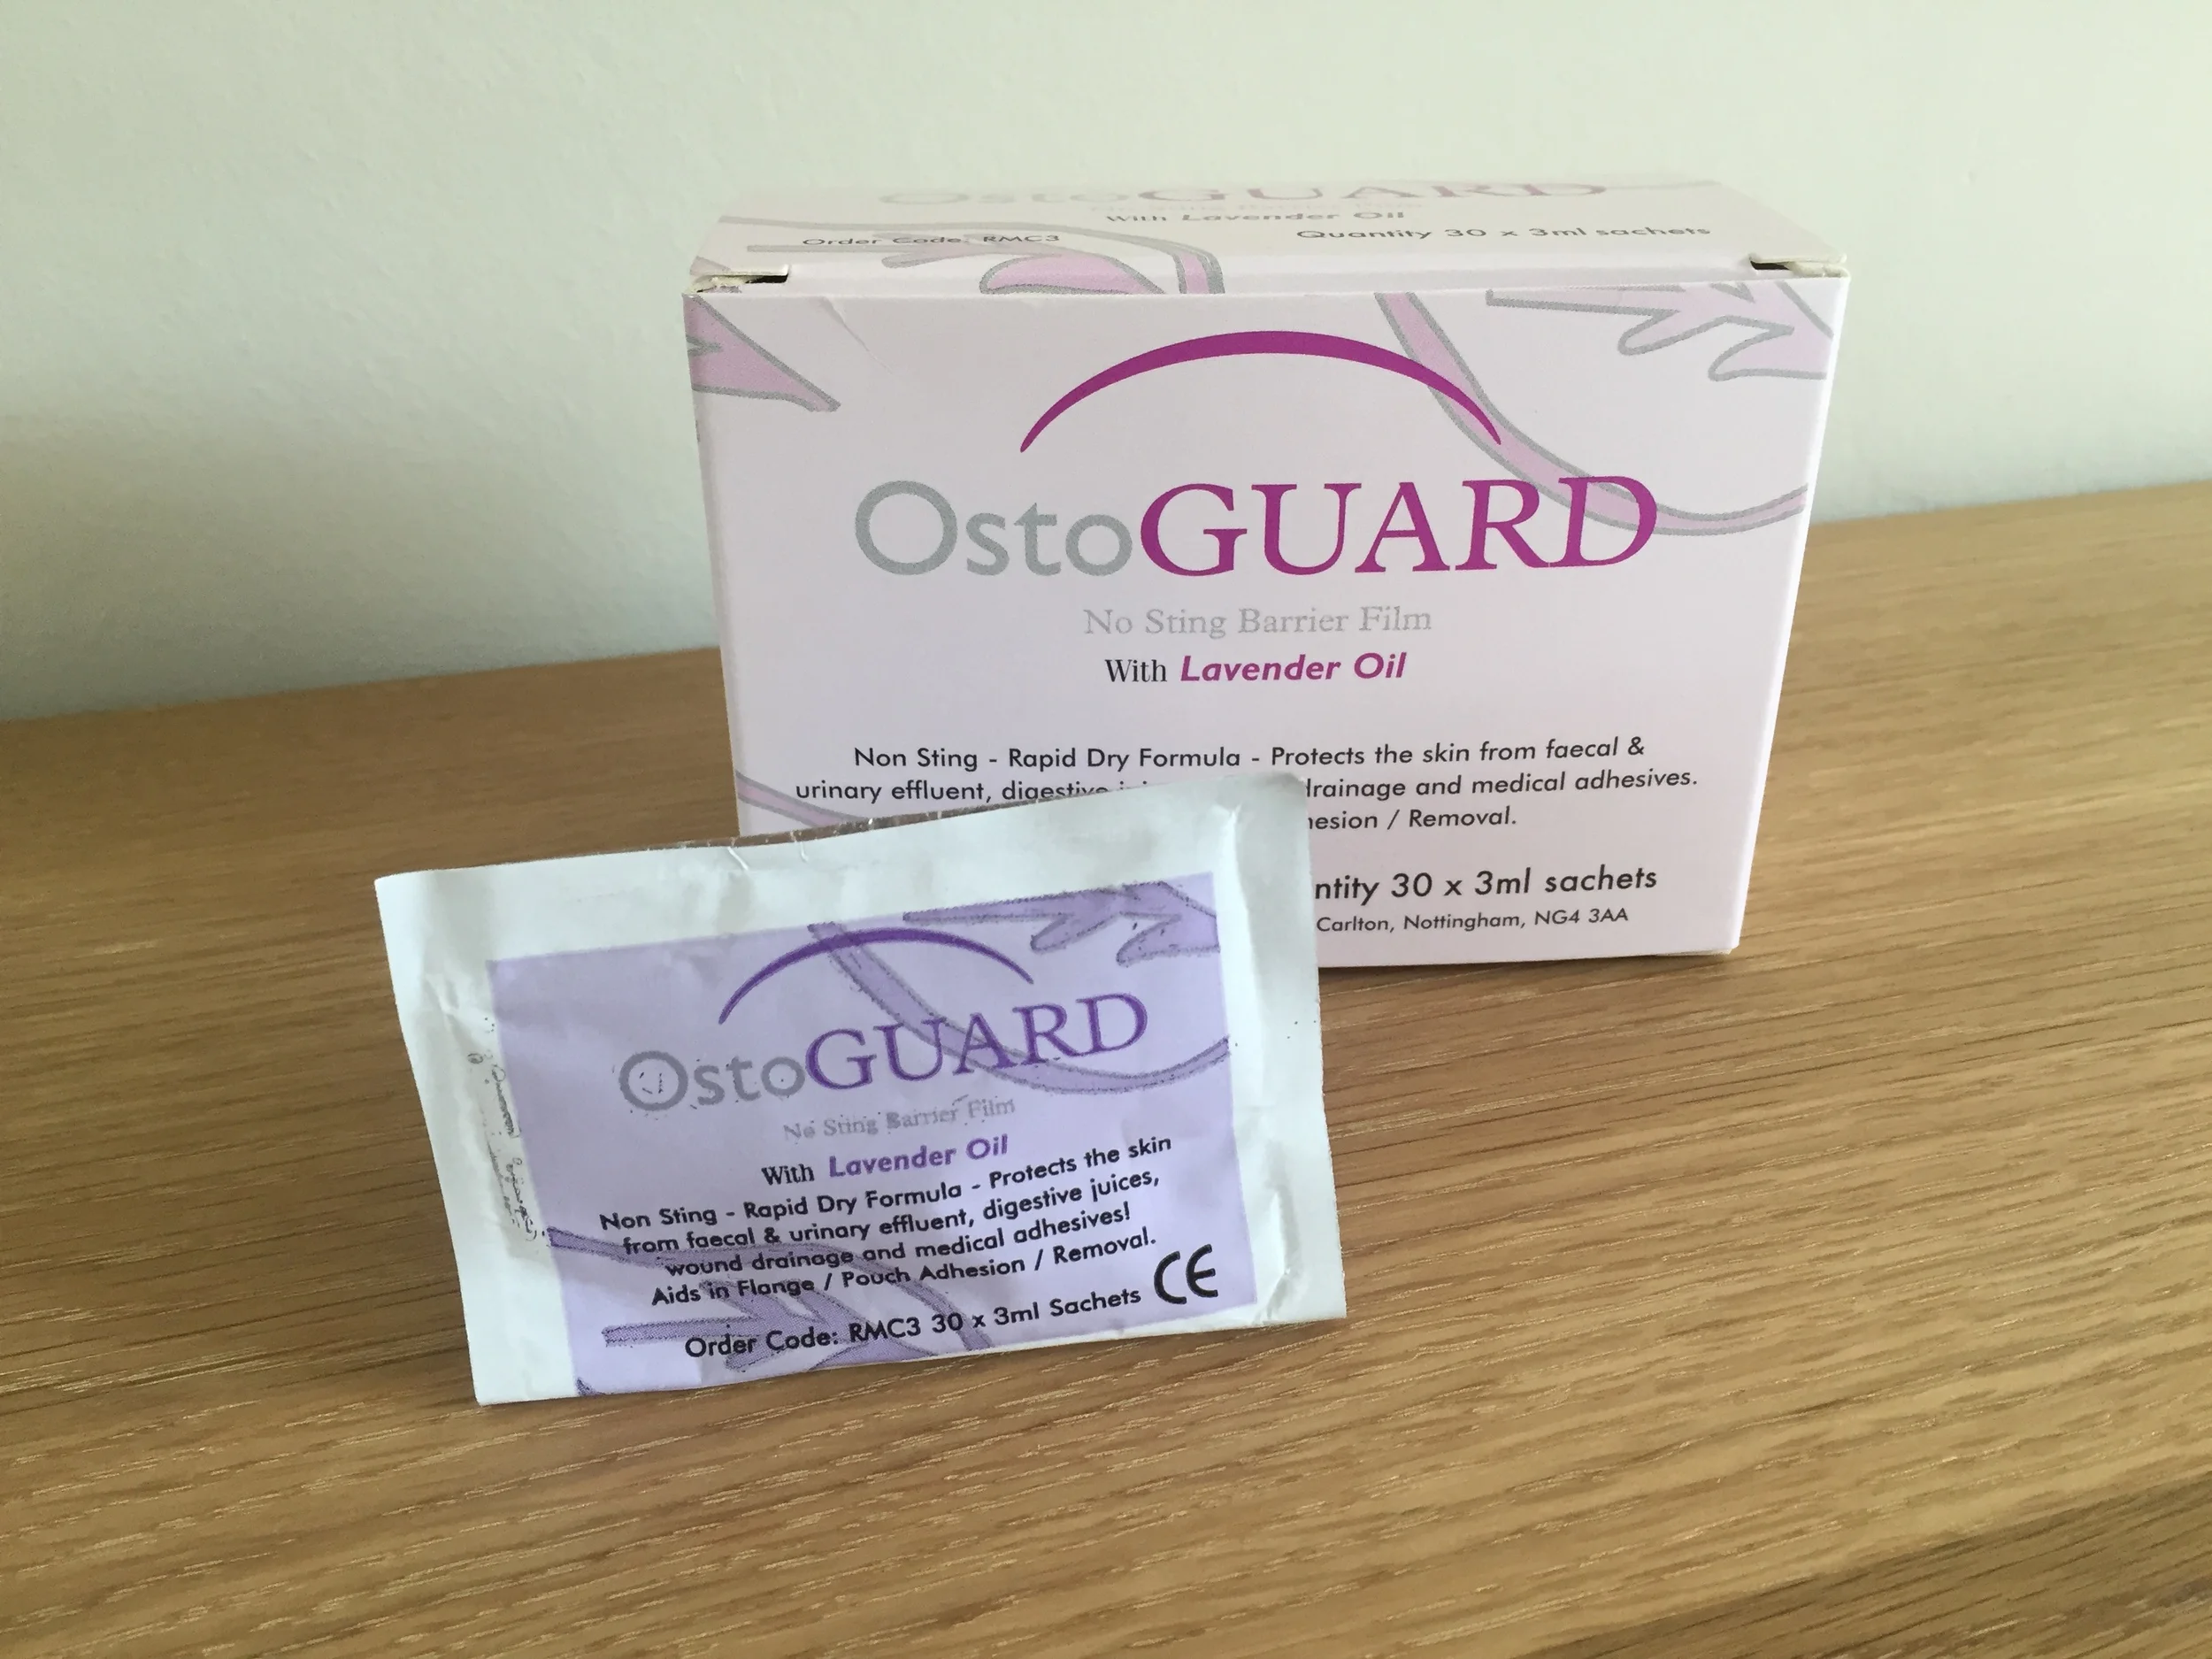 OstoGUARD
With Lavender Oil
Order Code: RMC3
Quantity 30 x 3ml sachets
OstoGUARD
No Sting Barrier Film
With Lavender Oil
Non Sting - Rapid Dry Formula - Protects the skin from faecal &
urinary effluent, digestive drainage and medical adhesives.
/ Removal.
30 x 3ml sachets
Carlton, Nottingham, NG4 3AA
OstoGUARD
No Sting Barrier Film
With Lavender Oil
Non Sting - Rapid Dry Formula - Protects the skin
from faecal & urinary effluent, digestive juices,
wound drainage and medical adhesives!
Aids in Flange / Pouch Adhesion / Removal.
CE
Order Code: RMC3 30 x 3ml Sachets